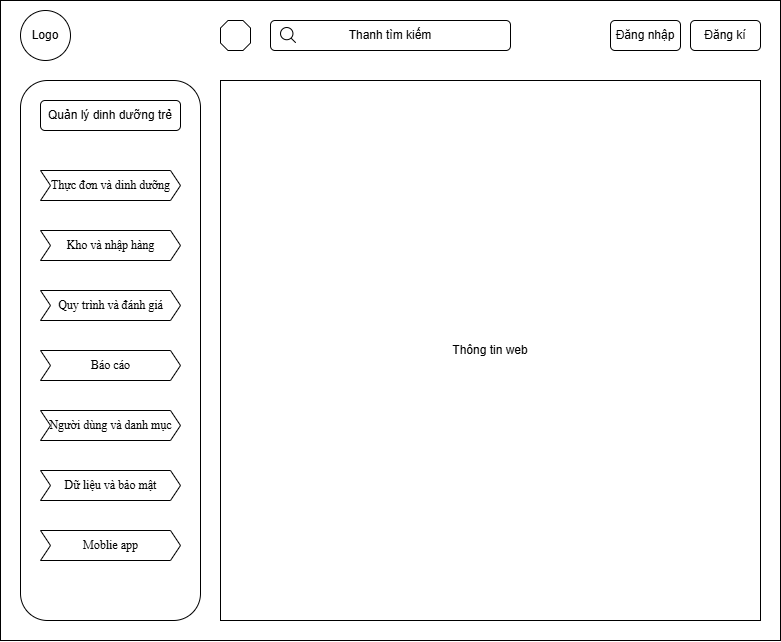 Logo
Thanh tìm kiếm
Đăng nhập
Đăng kí
Quản lý dinh dưỡng trẻ
Thực đơn và dinh dưỡng
Kho và nhập hàng
Quy trình và đánh giá
Báo cáo
Người dùng và danh mục
Dữ liệu và bảo mật
Moblie app
Thông tin web